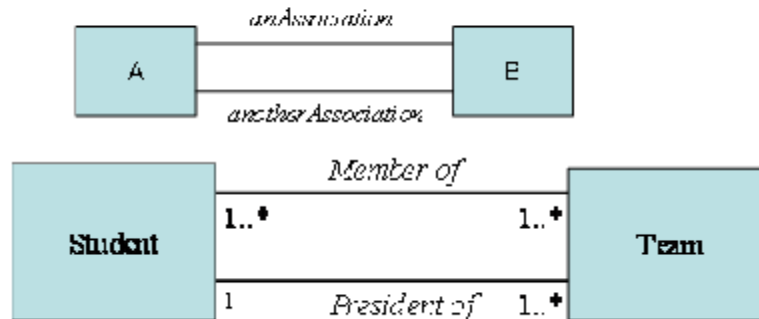 anAssociation
A B
anotherAssociation
Member of
1..* 1..*
Student Team
1 President of 1..*